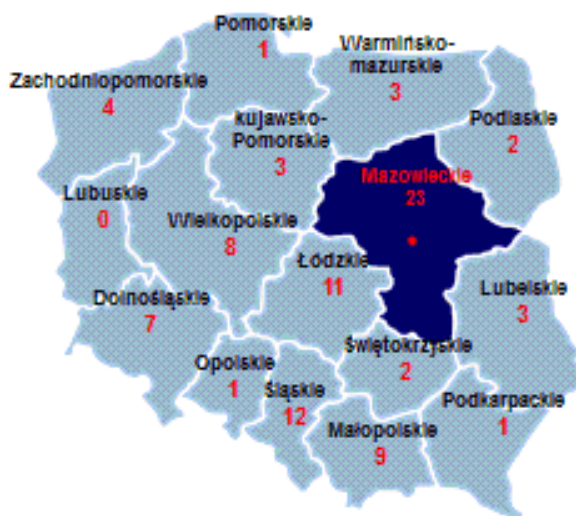 Pomorskie
1
Warmińsko-
mazurskie
3
Zachodniopomorskie
4
kujawsko-
Pomorskie
3
Podlaskie
2
Mazowieckie
23
Lubuskie
0
Wielkopolskie
8
Łódzkie
11
Lubelskie
3
Dolnośląskie
7
Świętokrzyskie
2
Opolskie
1
Śląskie
12
Podkarpackie
1
Małopolskie
9